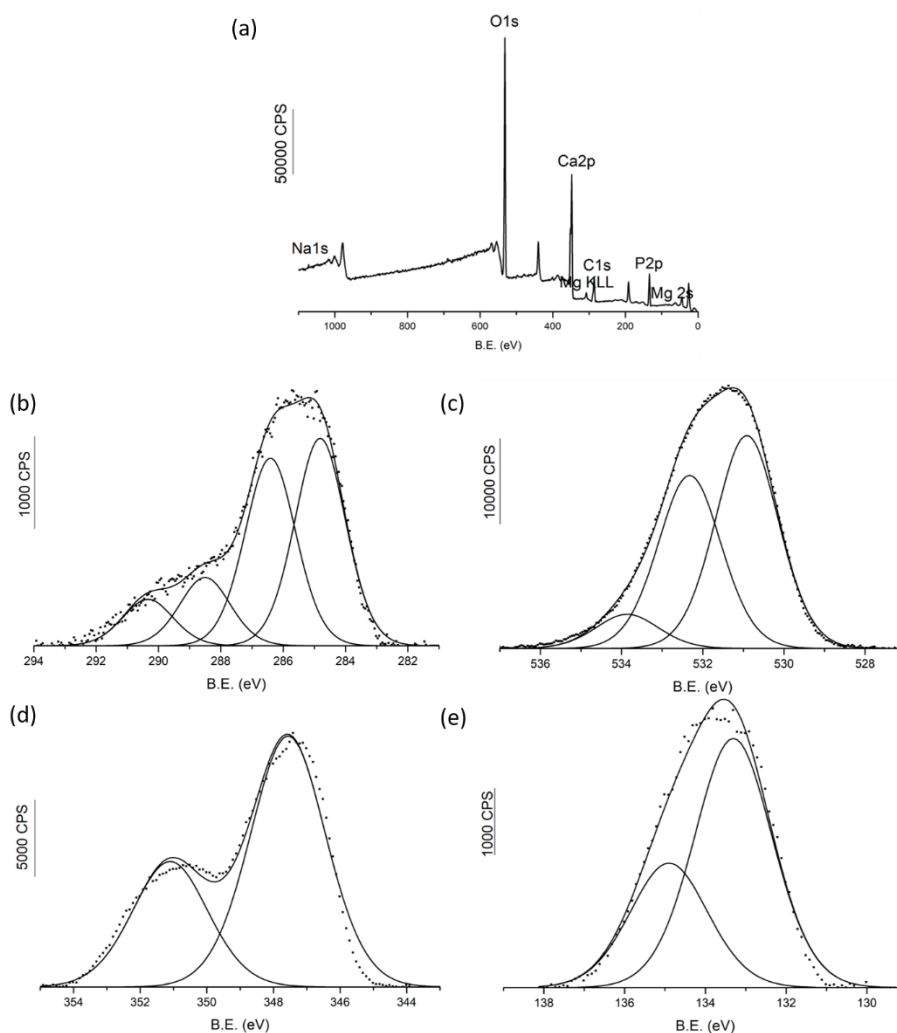 (a)
O1s
50000 CPS
Ca2p
Na1s
C1s
P2p
Mg KLL
Mg 2s
1000 800 600 400 200 0
B.E. (eV)
(b)
1000 CPS
294 292 290 288 286 284 282
B.E. (eV)
(c)
10000 CPS
536 534 532 530 528
B.E. (eV)
(d)
5000 CPS
354 352 350 348 346 344
B.E. (eV)
(e)
1000 CPS
138 136 134 132 130
B.E. (eV)